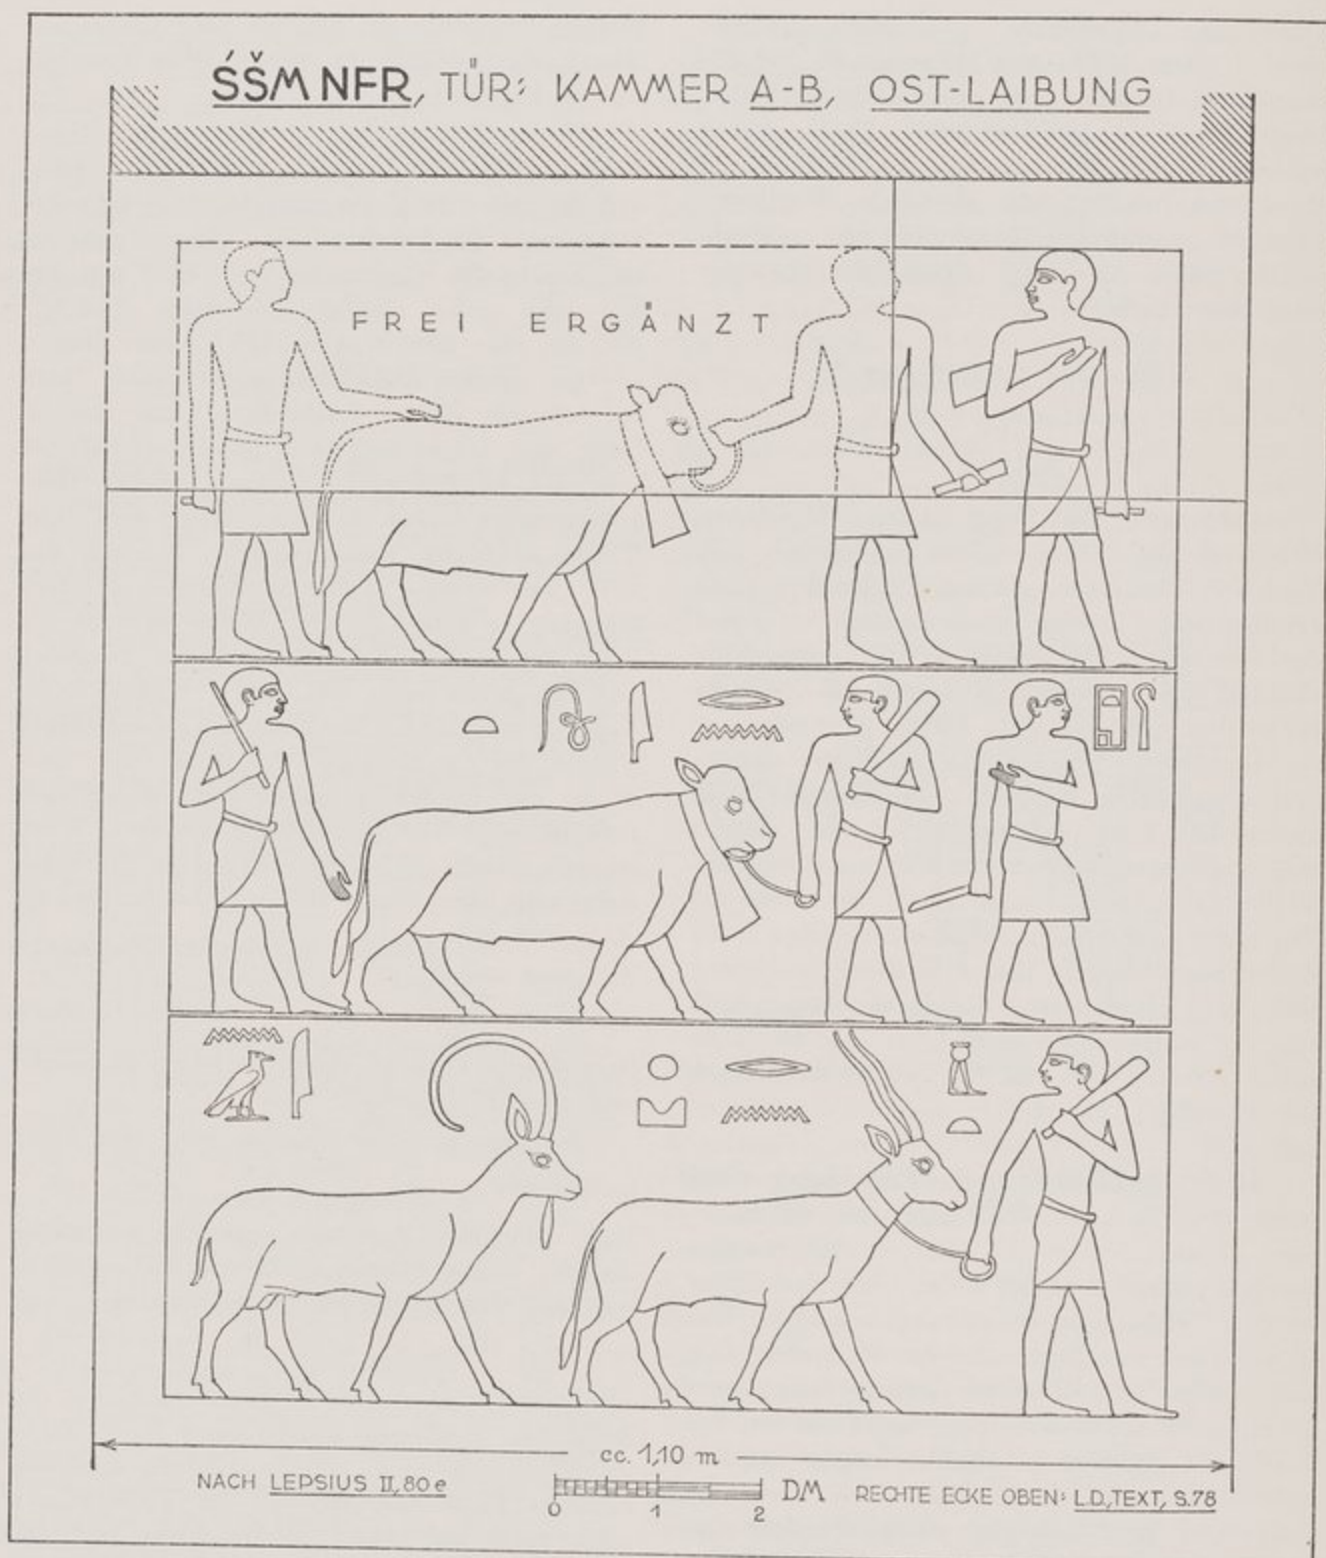 ŚŠM NFR, TÜR: KAMMER A-B, OST-LAIBUNG
FREI ERGÄNZT
cc. 1,10 m
NACH LEPSIUS II, 80 e
0 1 2 DM
RECHTE ECKE OBEN: L.D., TEXT, S. 78